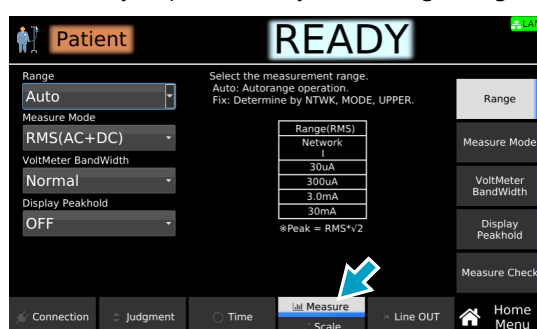 Patient
READY
LAN
Range
Auto
Measure Mode
RMS(AC+DC)
VoltMeter BandWidth
Normal
Display Peakhold
OFF
Select the measurement range.
Auto: Autorange operation.
Fix: Determine by NTWK, MODE, UPPER.
Range(RMS)
Network
I
30uA
300uA
3.0mA
30mA
※Peak = RMS*√2
Range
Measure Mode
VoltMeter
BandWidth
Display
Peakhold
Measure Check
Connection
Judgment
Time
Measure
Scale
Line OUT
Home
Menu